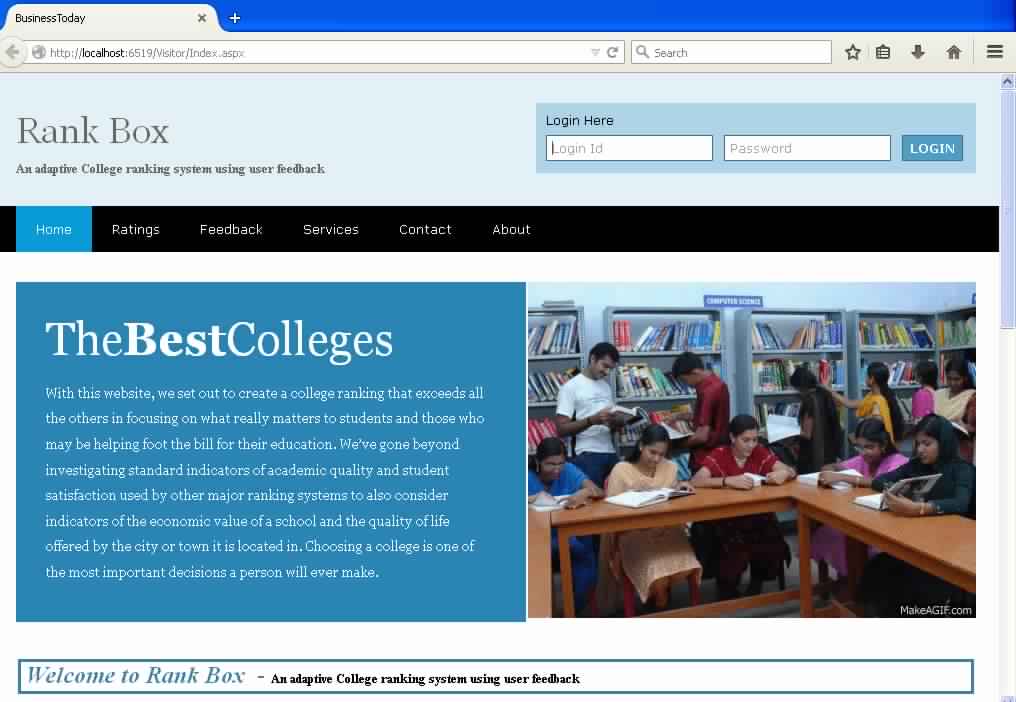 BusinessToday
http://localhost:6519/Visitor/Index.aspx
Search
Rank Box
An adaptive College ranking system using user feedback
Login Here
Login Id
Password
LOGIN
Home
Ratings
Feedback
Services
Contact
About
TheBestColleges
With this website, we set out to create a college ranking that exceeds all
the others in focusing on what really matters to students and those who
may be helping foot the bill for their education. We've gone beyond
investigating standard indicators of academic quality and student
satisfaction used by other major ranking systems to also consider
indicators of the economic value of a school and the quality of life
offered by the city or town it is located in. Choosing a college is one of
the most important decisions a person will ever make.
COMPUTER SCIENCE
MakeAGIF.com
Welcome to Rank Box - An adaptive College ranking system using user feedback